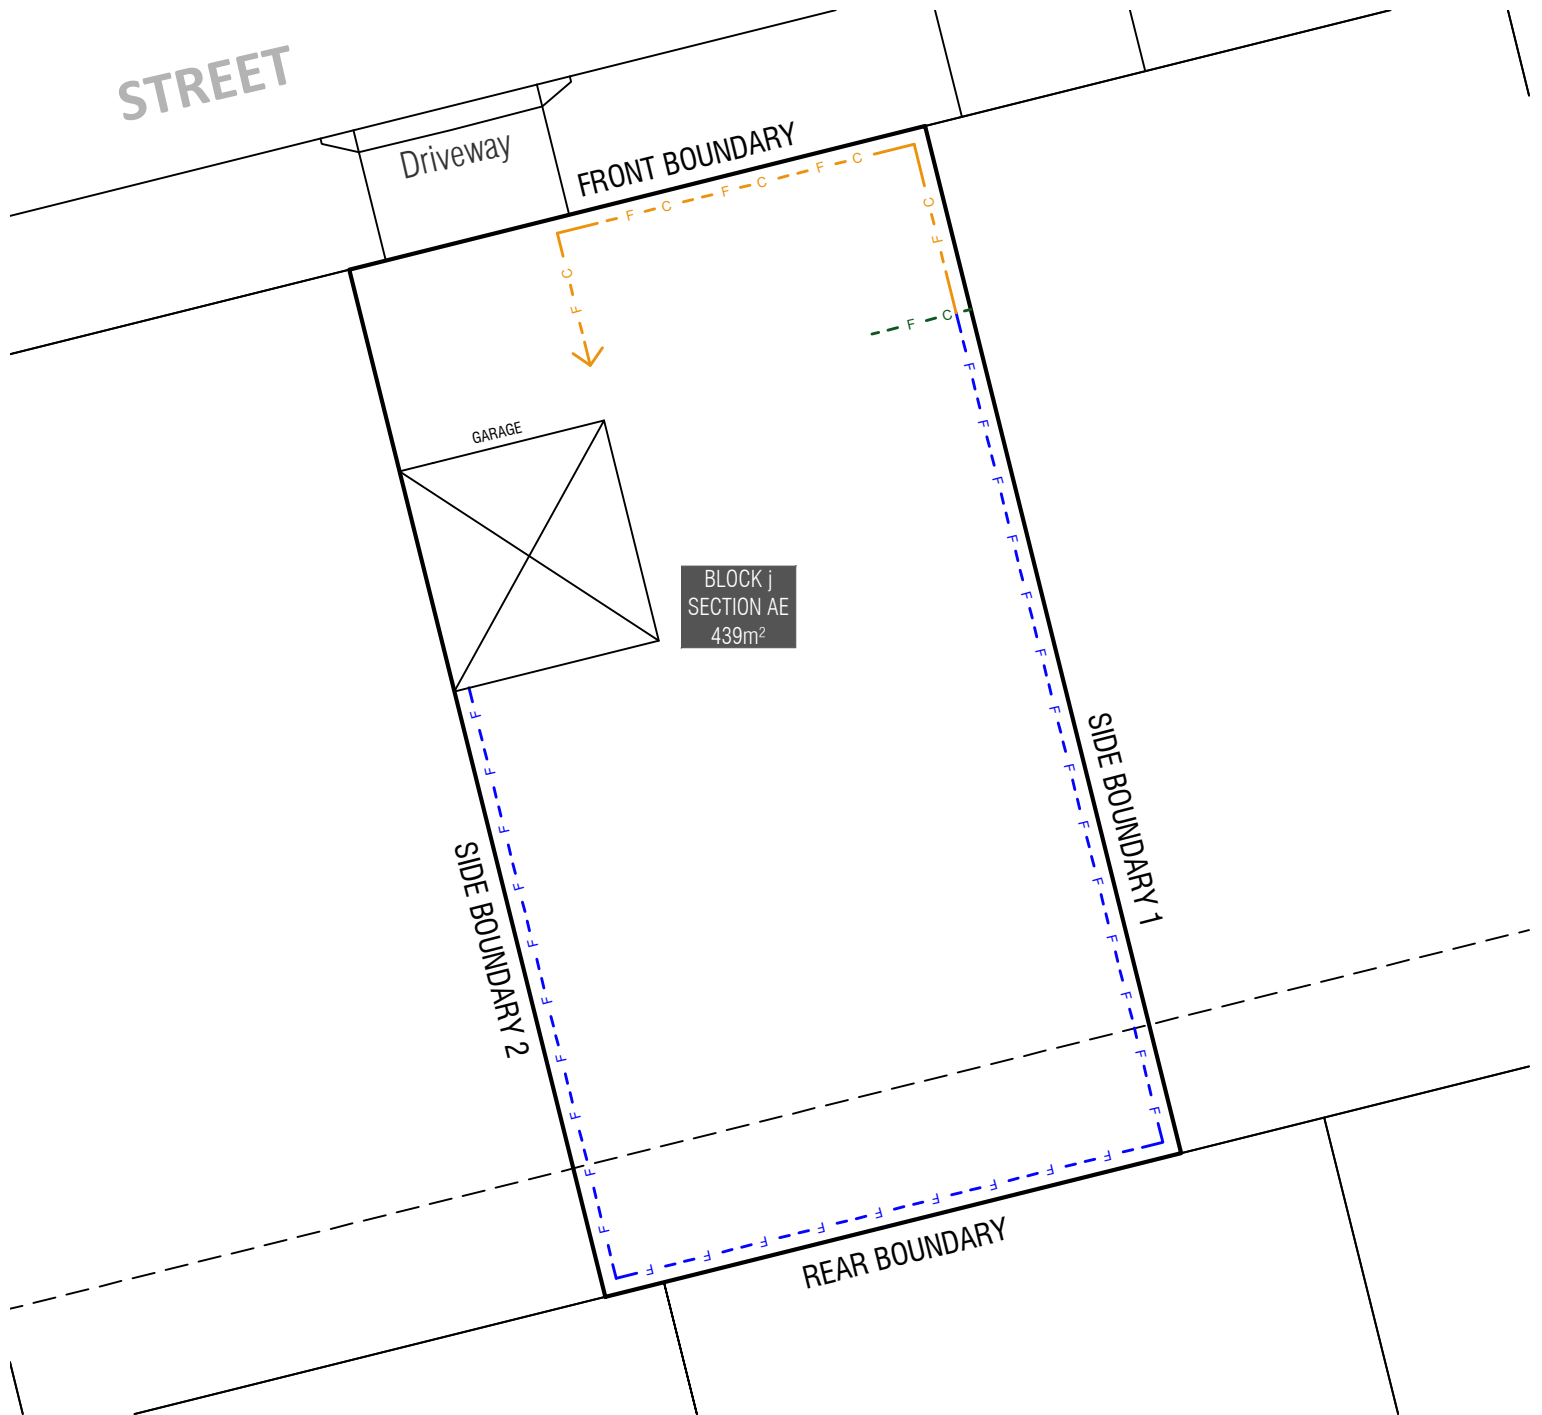 STREET
Driveway
FRONT BOUNDARY
F C F C F C
C F
C F
F C
GARAGE
BLOCK j
SECTION AE
439m²
F F F F F F F F F F F F F F
SIDE BOUNDARY 1
F F F F F F F F F F
SIDE BOUNDARY 2
F F F F F F F F F
REAR BOUNDARY